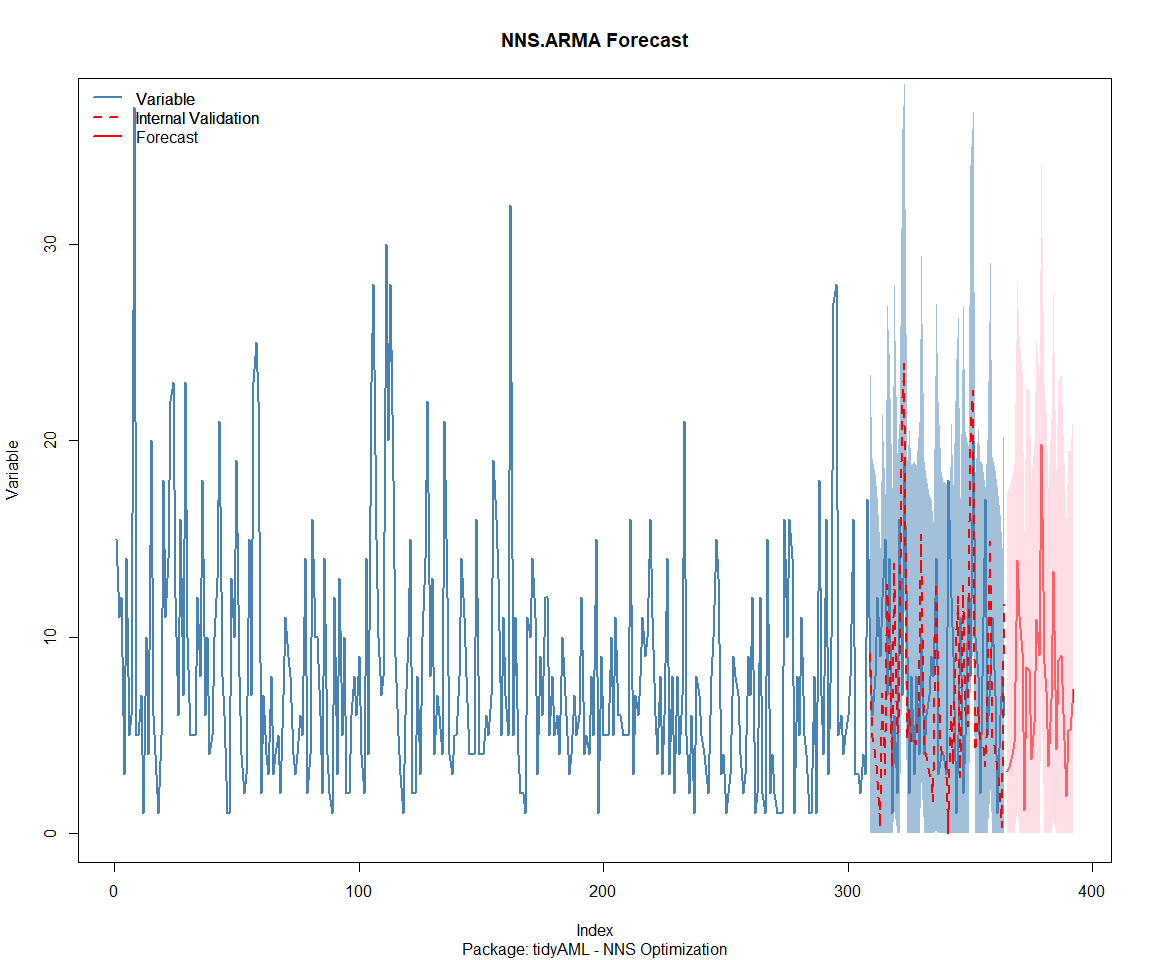 NNS.ARMA Forecast
Variable
Internal Validation
Forecast
Variable
30
20
10
0
0
100
200
300
400
Index
Package: tidyAML - NNS Optimization